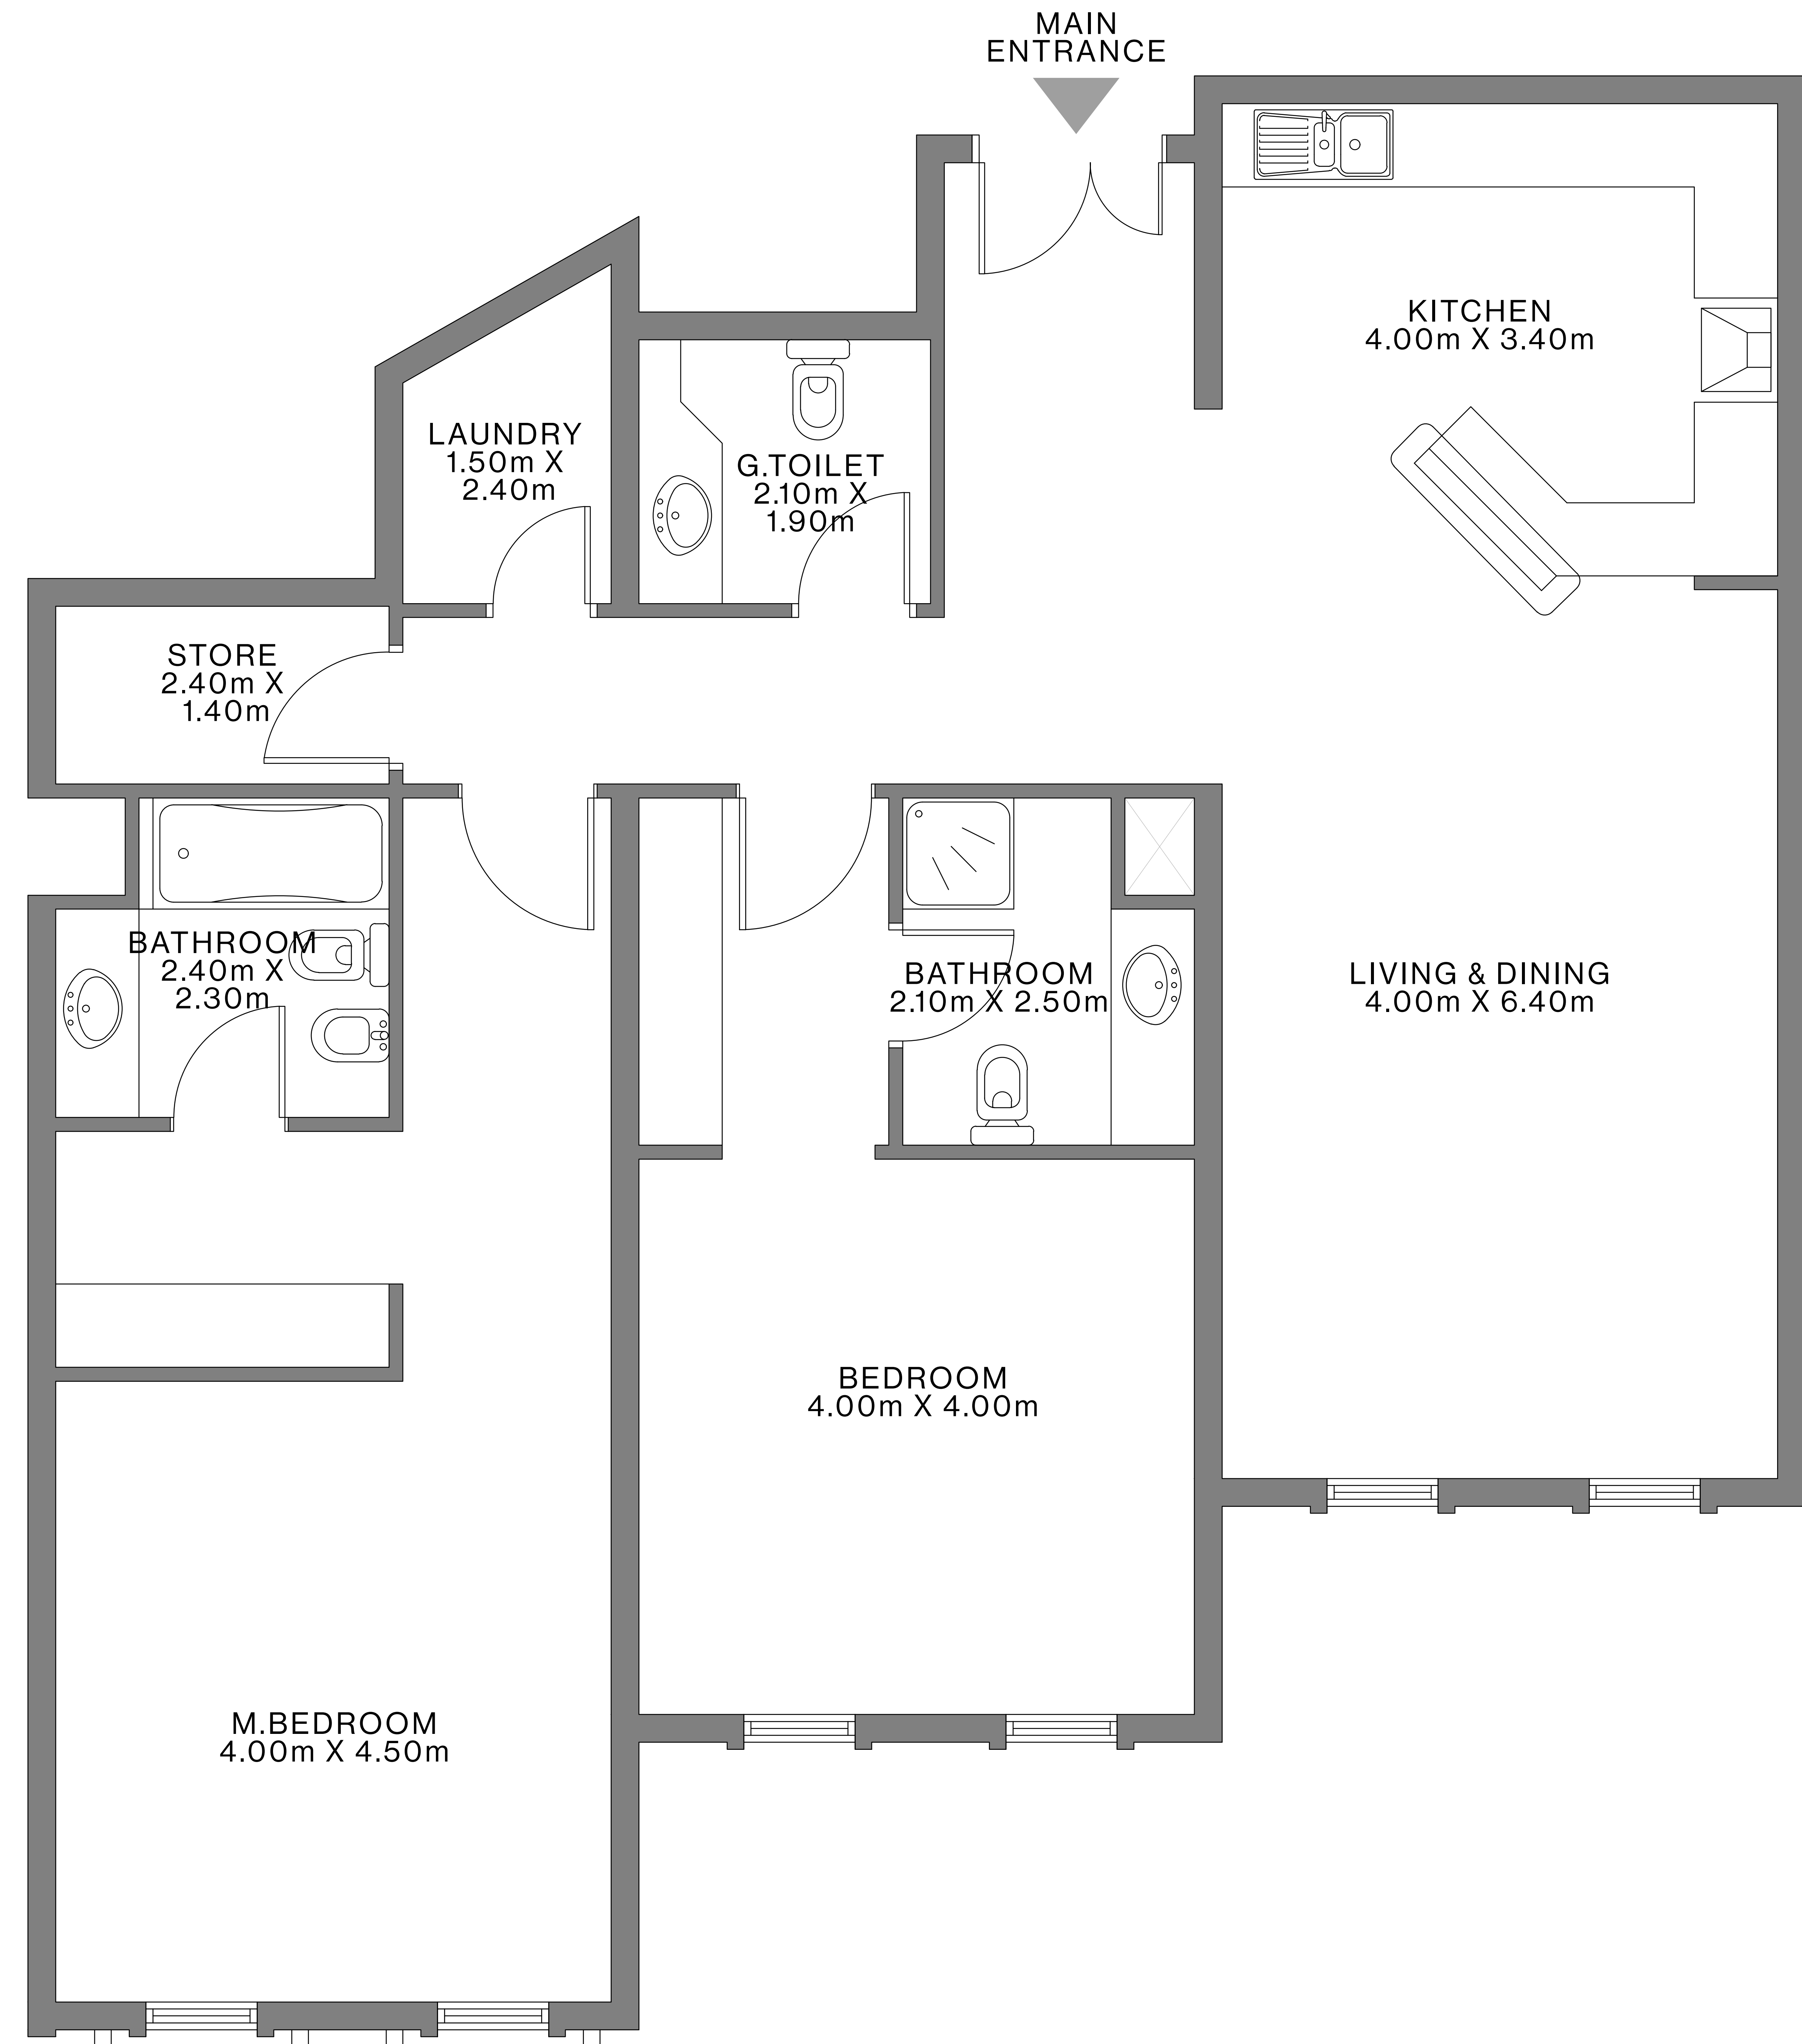 MAIN
ENTRANCE
KITCHEN
4.00m X 3.40m
LAUNDRY
1.50m X
2.40m
G.TOILET
2.10m X
1.90m
STORE
2.40m X
1.40m
BATHROOM
2.40m X
2.30m
BATHROOM
2.10m X 2.50m
LIVING & DINING
4.00m X 6.40m
BEDROOM
4.00m X 4.00m
M.BEDROOM
4.00m X 4.50m